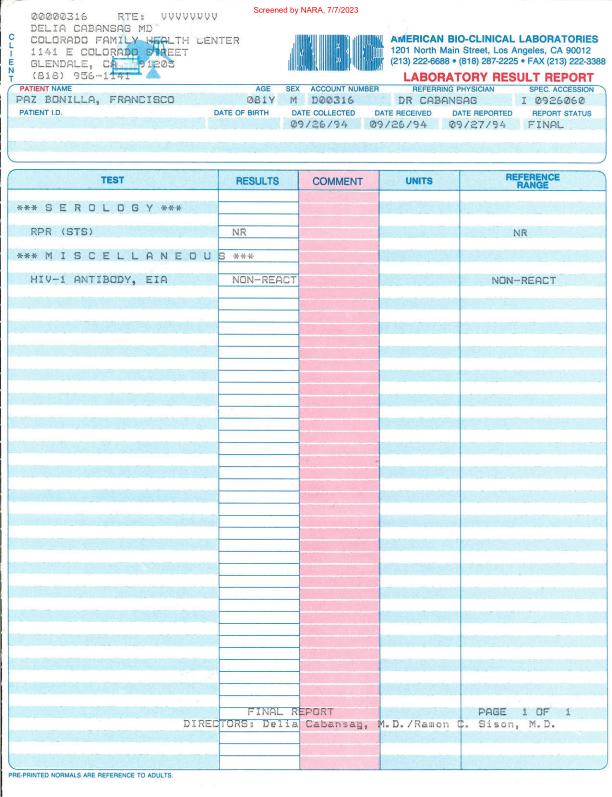 Screened by NARA, 7/7/2023
00000316 RTE: VVVVVVVV
DELIA CABANSAG MD
COLORADO FAMILY HEALTH CENTER
1141 E COLORADO STREET
GLENDALE, CA 91205
(818) 956-1141
CLIENT
ABC
AMERICAN BIO-CLINICAL LABORATORIES
1201 North Main Street, Los Angeles, CA 90012
(213) 222-6688 • (818) 287-2225 • FAX (213) 222-3388
LABORATORY RESULT REPORT
PATIENT NAME AGE SEX ACCOUNT NUMBER REFERRING PHYSICIAN SPEC. ACCESSION
PAZ BONILLA, FRANCISCO 081Y M D00316 DR CABANSAG I 0926060
PATIENT I.D. DATE OF BIRTH DATE COLLECTED DATE RECEIVED DATE REPORTED REPORT STATUS
09/26/94 09/26/94 09/27/94 FINAL
TEST RESULTS COMMENT UNITS REFERENCE RANGE
*** S E R O L O G Y ***
RPR (STS) NR NR
*** M I S C E L L A N E O U S ***
HIV-1 ANTIBODY, EIA NON-REACT NON-REACT
FINAL REPORT PAGE 1 OF 1
DIRECTORS: Delia Cabansag, M.D./Ramon C. Sison, M.D.
PRE-PRINTED NORMALS ARE REFERENCE TO ADULTS